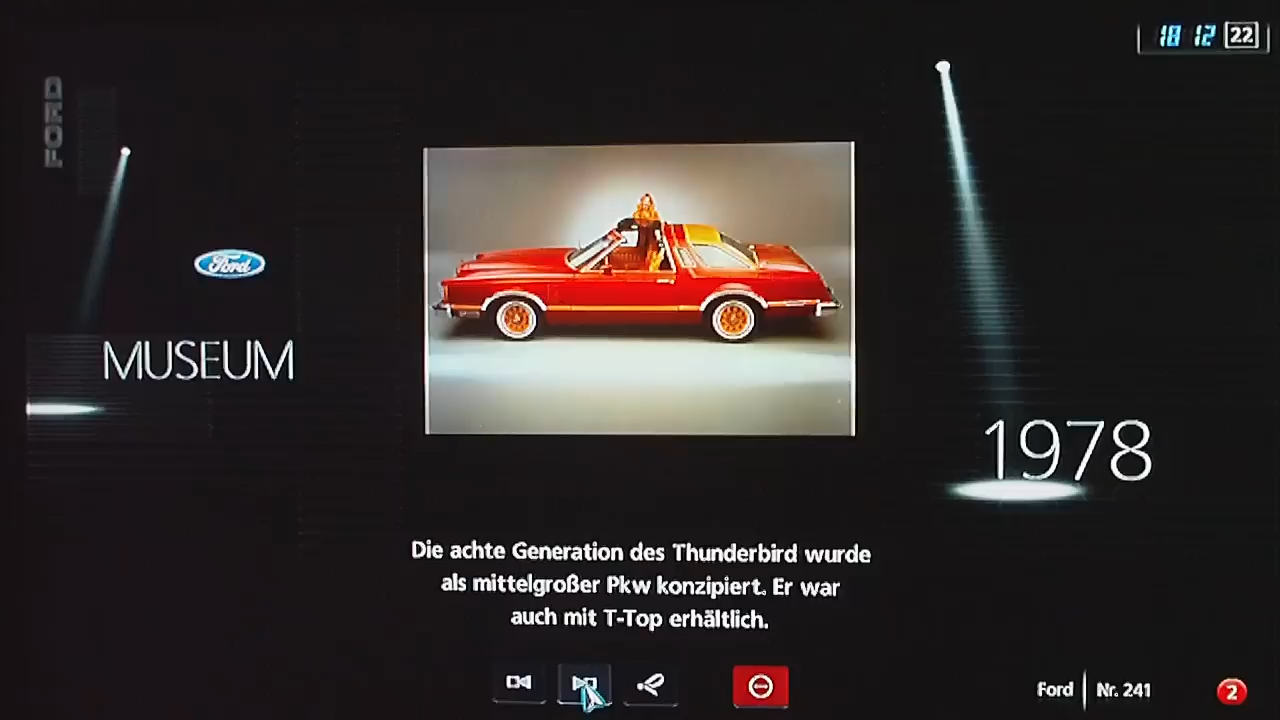 18 12 22
FORD
Ford
MUSEUM
1978
Die achte Generation des Thunderbird wurde
als mittelgroßer Pkw konzipiert. Er war
auch mit T-Top erhältlich.
Ford Nr. 241
2